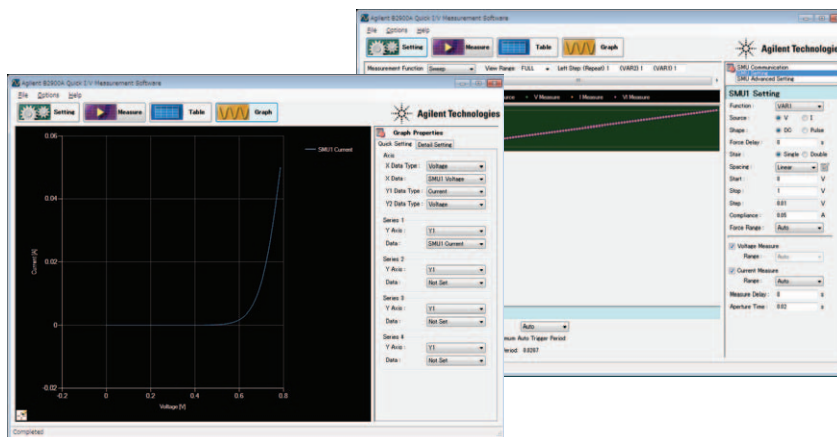 Agilent B2900A Quick I/V Measurement Software
File Options Help
Setting Measure Table Graph
Agilent Technologies
Measurement Function Sweep View Range FULL Left Step (Repeat) 1 (VAR2) 1 (VAR1) 1
V Measure I Measure VI Measure
SMU Communication
SMU Advanced Setting
SMU1 Setting
Function : VAR1
Source : V I
Shape : DC Pulse
Force Delay : 0 s
Stair : Single Double
Spacing : Linear
Start : 0 V
Stop : 1 V
Step : 0.01 V
Compliance : 0.05 A
Force Range : Auto
Voltage Measure
Range : Auto
Current Measure
Range : Auto
Measure Delay : 0 s
Aperture Time : 0.02 s
Auto
Auto Trigger Period
Period 0.0207
Agilent B2900A Quick I/V Measurement Software
File Options Help
Setting Measure Table Graph
Agilent Technologies
Graph Properties
Quick Setting Detail Setting
Axis
X Data Type : Voltage
X Data : SMU1 Voltage
Y1 Data Type : Current
Y2 Data Type : Voltage
Series 1
Y Axis : Y1
Data : SMU1 Current
Series 2
Y Axis : Y1
Data : Not Set
Series 3
Y Axis : Y1
Data : Not Set
Series 4
Y Axis : Y1
Data : Not Set
SMU1 Current
0.06
0.04
0.02
0
-0.02
Current [A]
-0.2 0 0.2 0.4 0.6 0.8
Voltage [V]
Completed